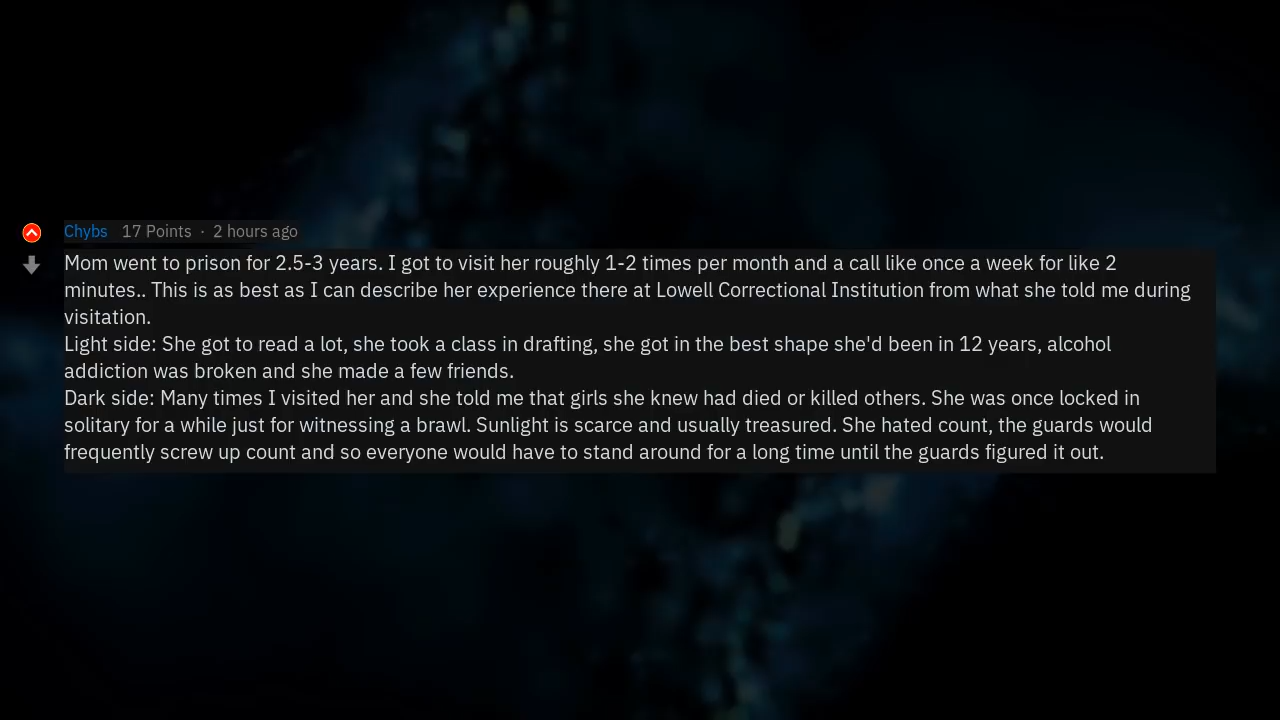 Chybs 17 Points · 2 hours ago
Mom went to prison for 2.5-3 years. I got to visit her roughly 1-2 times per month and a call like once a week for like 2
minutes.. This is as best as I can describe her experience there at Lowell Correctional Institution from what she told me during
visitation.
Light side: She got to read a lot, she took a class in drafting, she got in the best shape she'd been in 12 years, alcohol
addiction was broken and she made a few friends.
Dark side: Many times I visited her and she told me that girls she knew had died or killed others. She was once locked in
solitary for a while just for witnessing a brawl. Sunlight is scarce and usually treasured. She hated count, the guards would
frequently screw up count and so everyone would have to stand around for a long time until the guards figured it out.